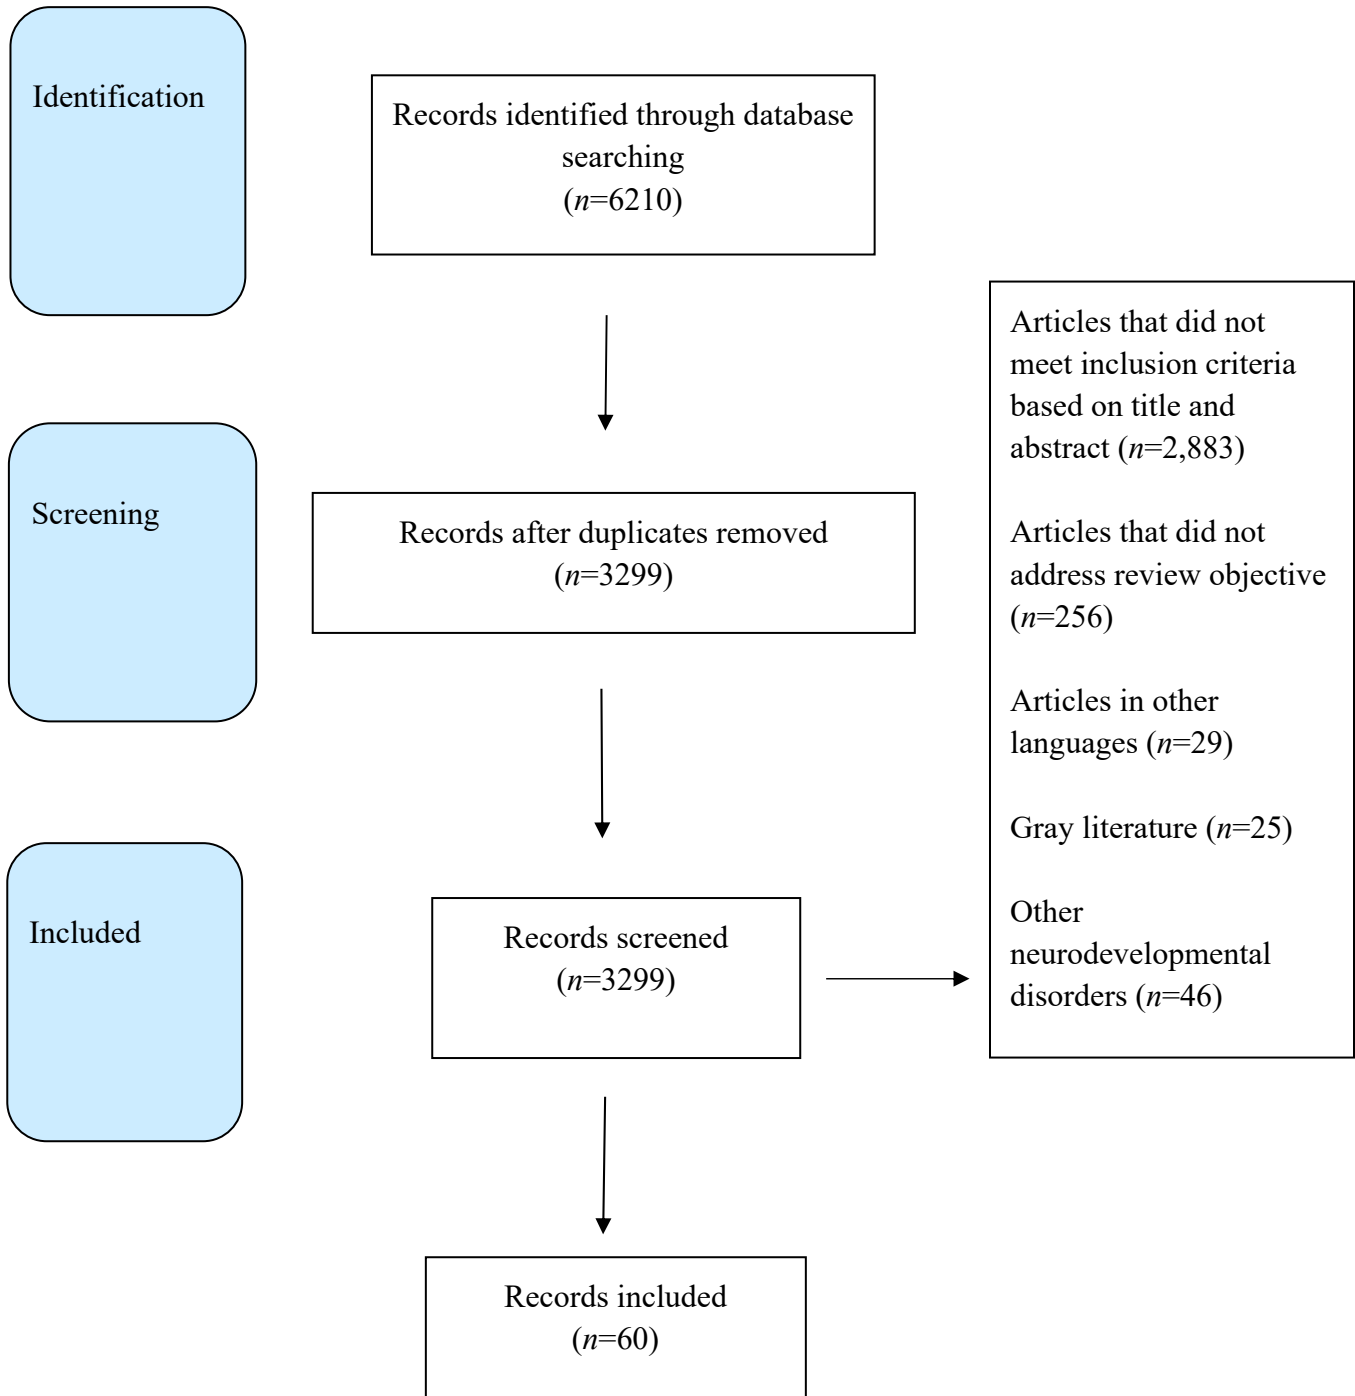 Identification
Records identified through database
searching
(n=6210)
Screening
Records after duplicates removed
(n=3299)
Included
Records screened
(n=3299)
Articles that did not
meet inclusion criteria
based on title and
abstract (n=2,883)
Articles that did not
address review objective
(n=256)
Articles in other
languages (n=29)
Gray literature (n=25)
Other
neurodevelopmental
disorders (n=46)
Records included
(n=60)